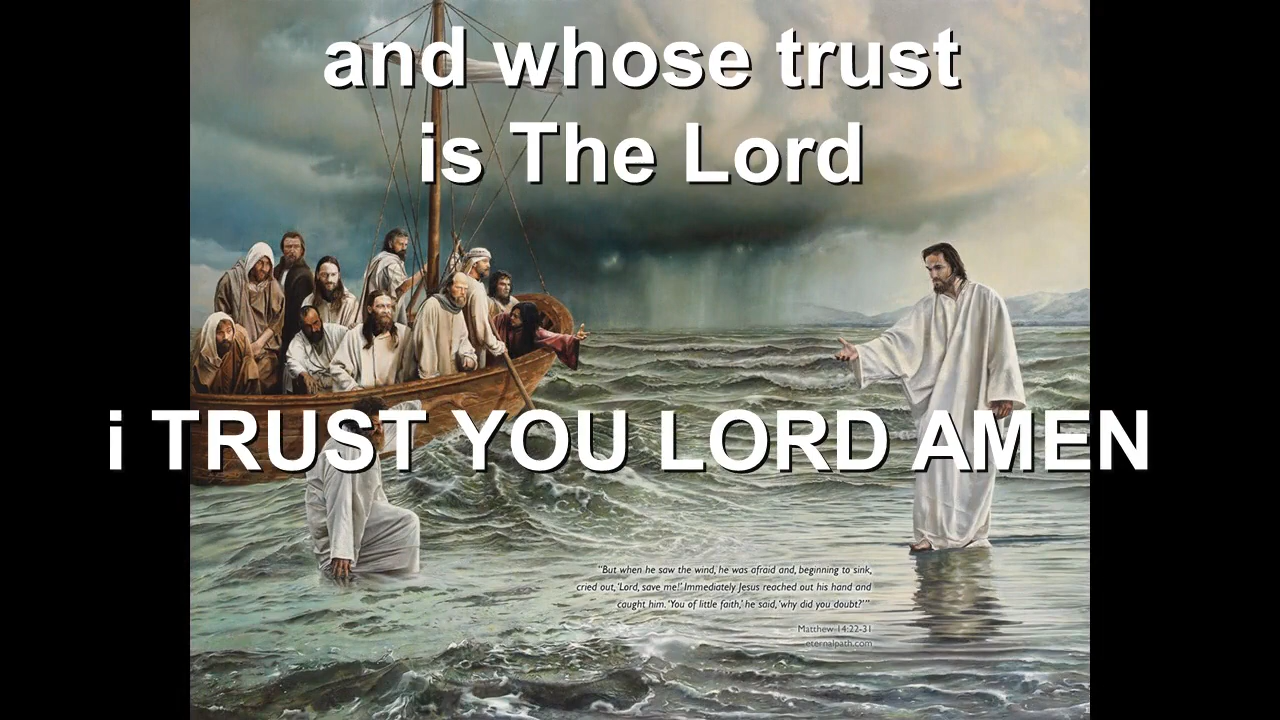 and whose trust
is The Lord
i TRUST YOU LORD AMEN
"But when he saw the wind, he was afraid and, beginning to sink,
cried out, 'Lord, save me!' Immediately Jesus reached out his hand and
caught him. 'You of little faith,' he said, 'why did you doubt?'"
Matthew 14:22-31
eternalpath.com